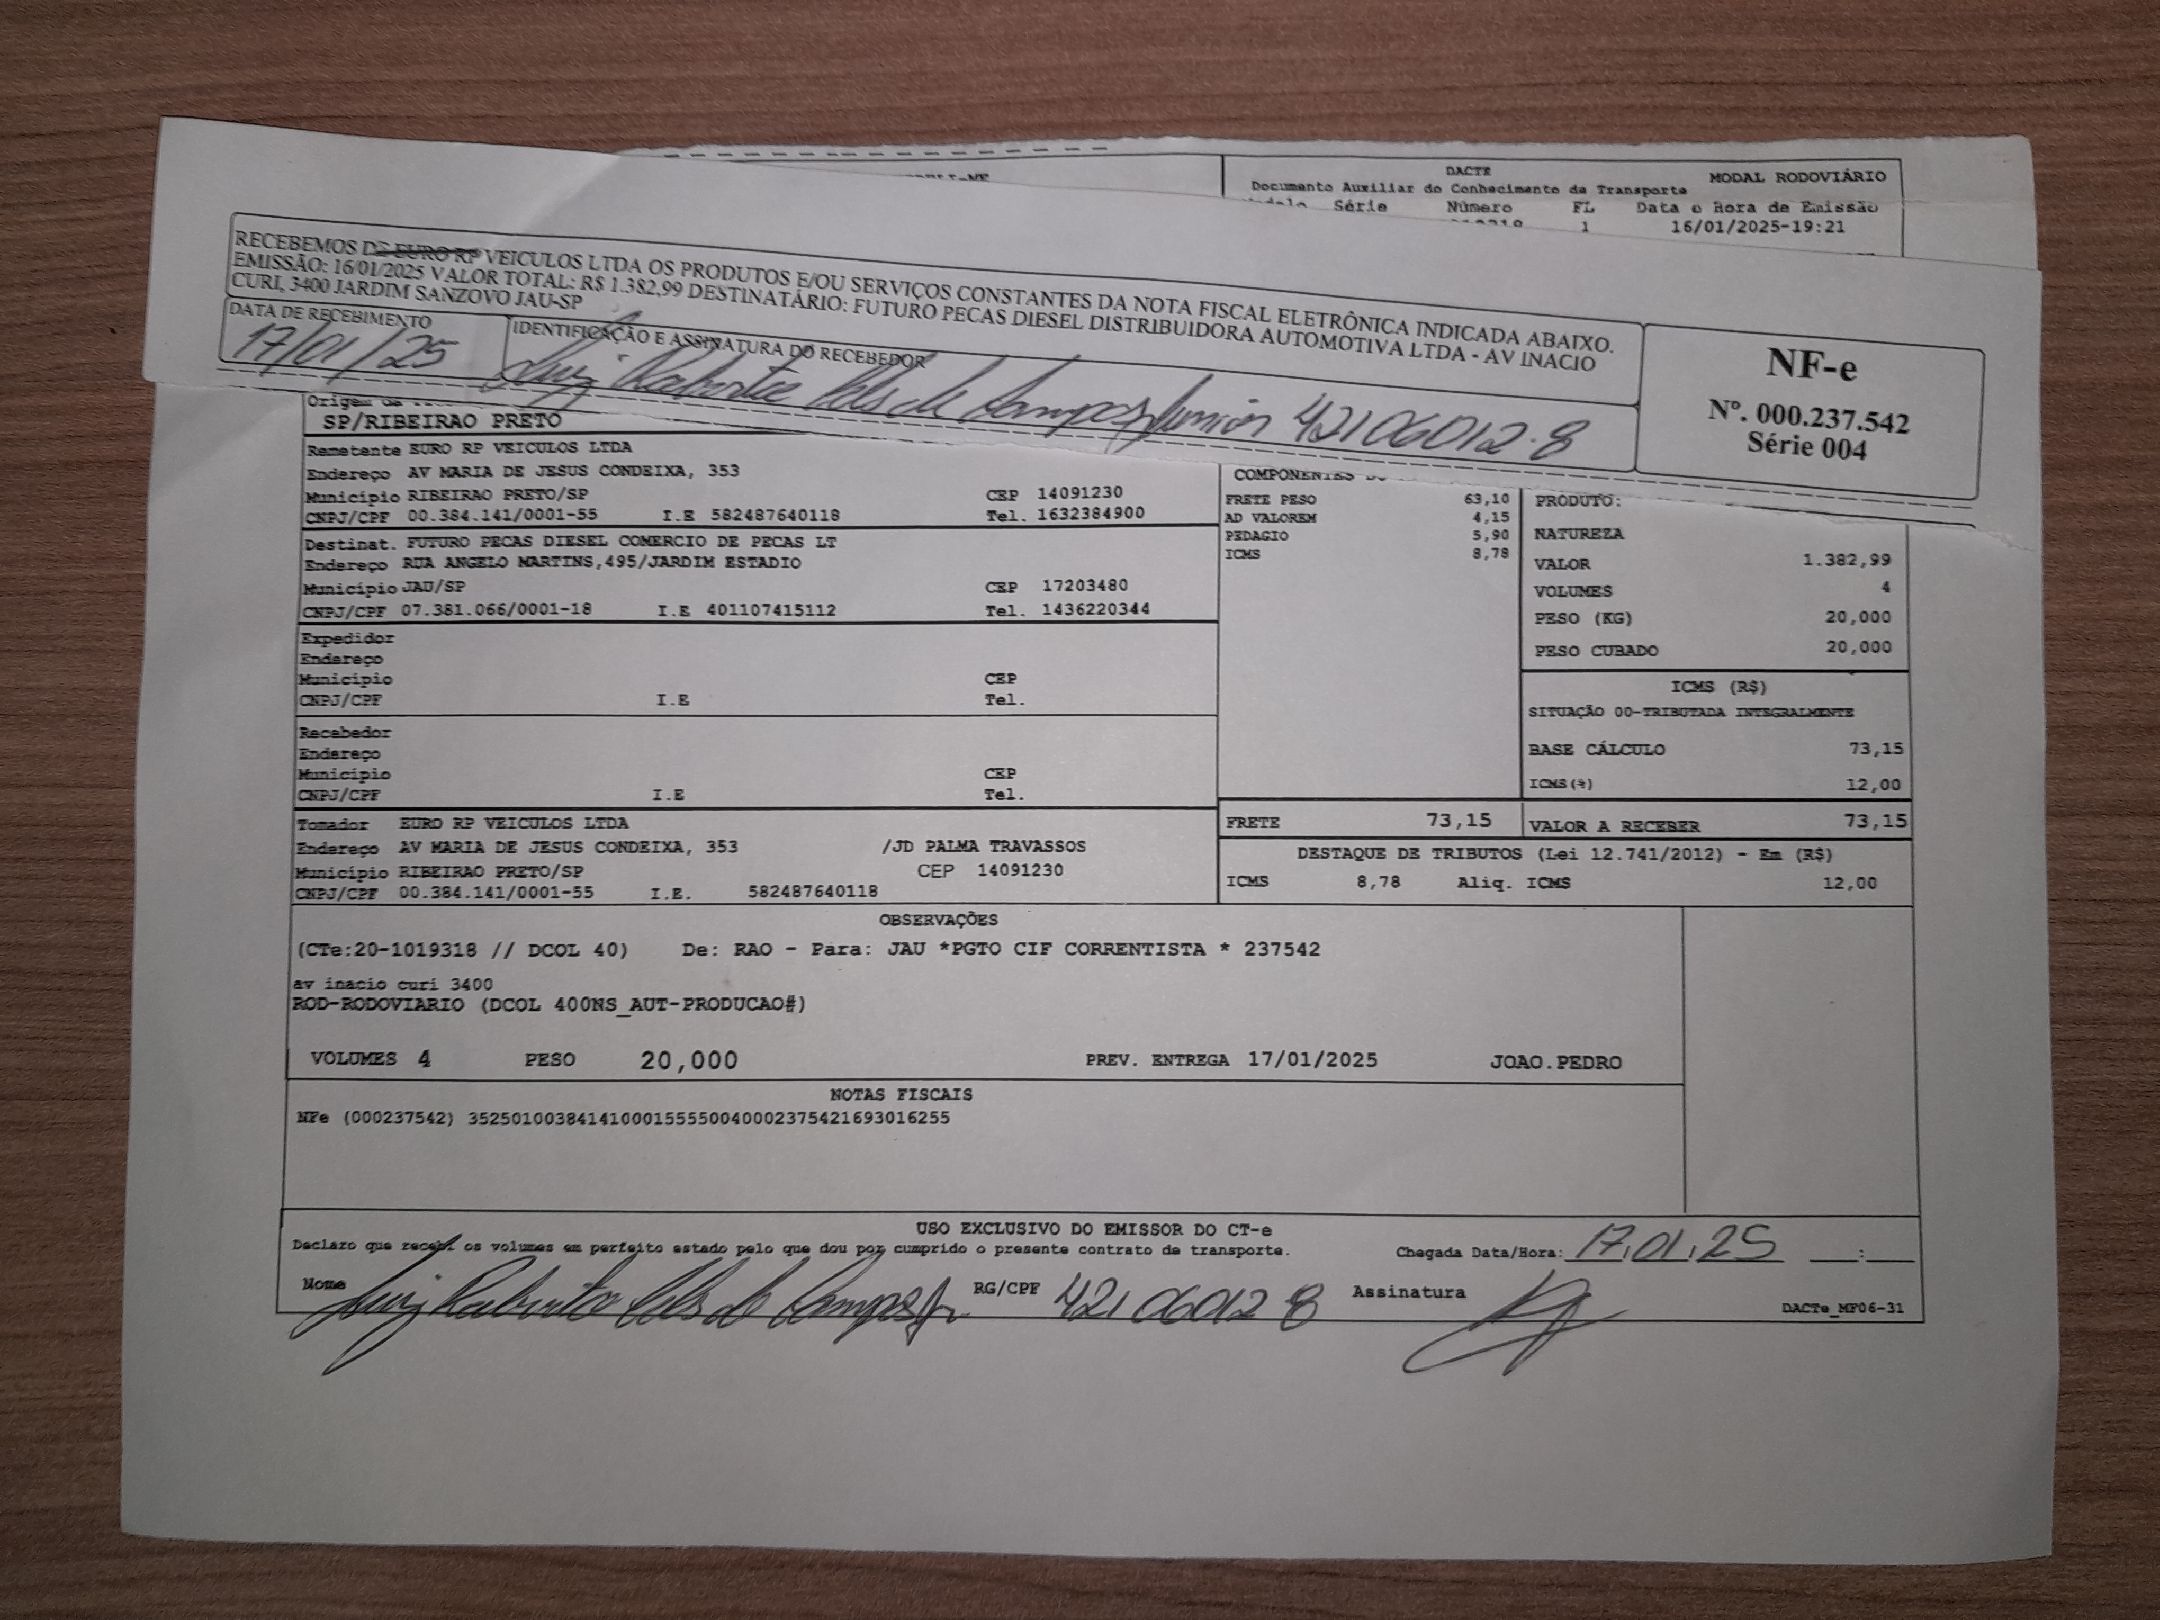 DACTE
MODAL RODOVIÁRIO
Documento Auxiliar do Conhecimento de Transporte
Série Número FL Data e Hora de Emissão
1 16/01/2025-19:21
RECEBEMOS DE EURO RP VEICULOS LTDA OS PRODUTOS E/OU SERVIÇOS CONSTANTES DA NOTA FISCAL ELETRÔNICA INDICADA ABAIXO.
EMISSÃO: 16/01/2025 VALOR TOTAL: R$ 1.382,99 DESTINATÁRIO: FUTURO PECAS DIESEL DISTRIBUIDORA AUTOMOTIVA LTDA - AV INACIO
CURI, 3400 JARDIM SANZOVO JAU-SP
DATA DE RECEBIMENTO
17/01/25
IDENTIFICAÇÃO E ASSINATURA DO RECEBEDOR
Luiz de Campos Junior 42106012-8
NF-e
Nº. 000.237.542
Série 004
Origem da
SP/RIBEIRAO PRETO
Remetente EURO RP VEICULOS LTDA
Endereço AV MARIA DE JESUS CONDEIXA, 353
Município RIBEIRAO PRETO/SP CEP 14091230
CNPJ/CPF 00.384.141/0001-55 I.E 582487640118 Tel. 1632384900
Destinat. FUTURO PECAS DIESEL COMERCIO DE PECAS LT
Endereço RUA ANGELO MARTINS,495/JARDIM ESTADIO
Município JAU/SP CEP 17203480
CNPJ/CPF 07.381.066/0001-18 I.E 401107415112 Tel. 1436220344
Expedidor
Endereço
Município CEP
CNPJ/CPF I.E Tel.
Recebedor
Endereço
Município CEP
CNPJ/CPF I.E Tel.
Tomador EURO RP VEICULOS LTDA
Endereço AV MARIA DE JESUS CONDEIXA, 353 /JD PALMA TRAVASSOS
Município RIBEIRAO PRETO/SP CEP 14091230
CNPJ/CPF 00.384.141/0001-55 I.E. 582487640118
COMPONENTES
FRETE PESO 63,10
AD VALOREM 4,15
PEDAGIO 5,90
ICMS 8,78
PRODUTO:
NATUREZA
VALOR 1.382,99
VOLUMES 4
PESO (KG) 20,000
PESO CUBADO 20,000
ICMS (R$)
SITUAÇÃO 00-TRIBUTADA INTEGRALMENTE
BASE CÁLCULO 73,15
ICMS(%) 12,00
FRETE 73,15
VALOR A RECEBER 73,15
DESTAQUE DE TRIBUTOS (Lei 12.741/2012) - Em (R$)
ICMS 8,78 Aliq. ICMS 12,00
OBSERVAÇÕES
(CTe:20-1019318 // DCOL 40) De: RAO - Para: JAU *PGTO CIF CORRENTISTA * 237542
av inacio curi 3400
ROD-RODOVIARIO (DCOL 400NS_AUT-PRODUCAO#)
VOLUMES 4 PESO 20,000 PREV. ENTREGA 17/01/2025 JOAO.PEDRO
NOTAS FISCAIS
NFe (000237542) 35250100384141000155550040002375421693016255
USO EXCLUSIVO DO EMISSOR DO CT-e
Declaro que recebi os volumes em perfeito estado pelo que dou por cumprido o presente contrato de transporte.
Chegada Data/Hora: 17.01.25 :
Nome Luiz de Campos Jr. RG/CPF 42106012 8 Assinatura
DACTe_MF06-31